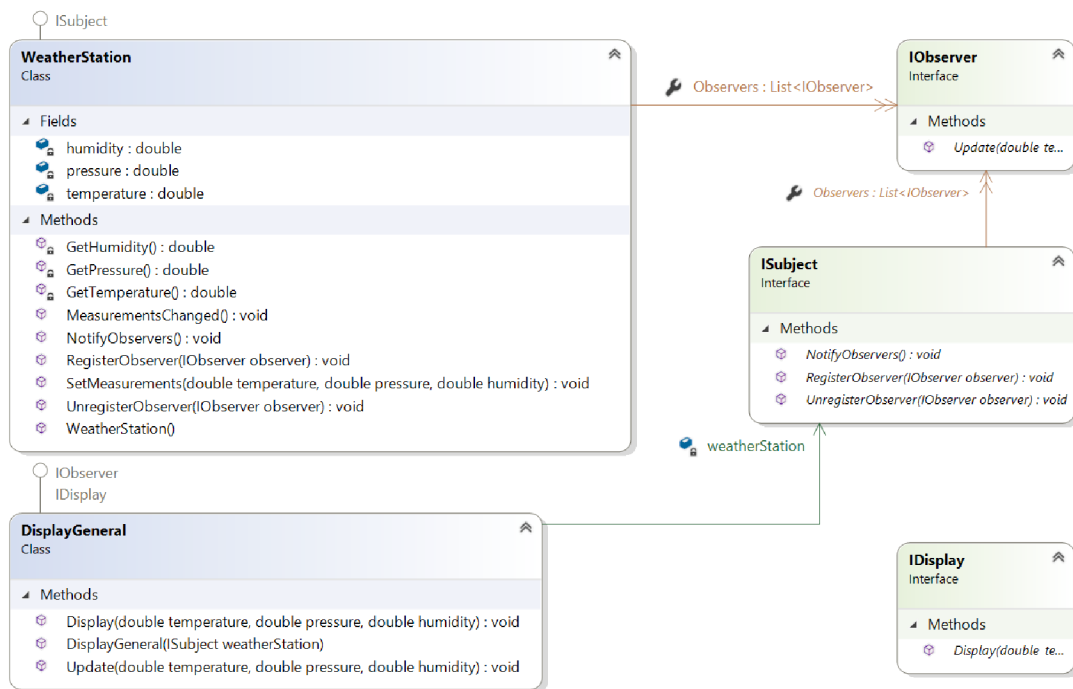 ISubject
WeatherStation
Class
Fields
humidity : double
pressure : double
temperature : double
Methods
GetHumidity() : double
GetPressure() : double
GetTemperature() : double
MeasurementsChanged() : void
NotifyObservers() : void
RegisterObserver(IObserver observer) : void
SetMeasurements(double temperature, double pressure, double humidity) : void
UnregisterObserver(IObserver observer) : void
WeatherStation()
Observers : List<IObserver>
IObserver
Interface
Methods
Update(double te...
Observers : List<IObserver>
ISubject
Interface
Methods
NotifyObservers() : void
RegisterObserver(IObserver observer) : void
UnregisterObserver(IObserver observer) : void
weatherStation
IObserver
IDisplay
DisplayGeneral
Class
Methods
Display(double temperature, double pressure, double humidity) : void
DisplayGeneral(ISubject weatherStation)
Update(double temperature, double pressure, double humidity) : void
IDisplay
Interface
Methods
Display(double te...